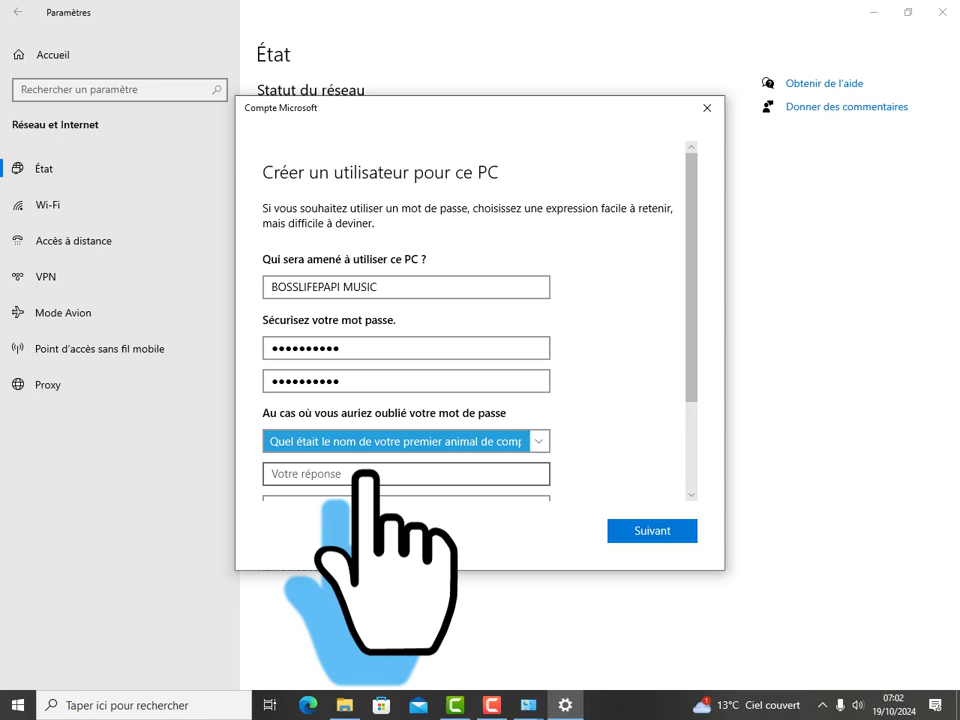 Paramètres
Accueil
Rechercher un paramètre
Réseau et Internet
État
Wi-Fi
Accès à distance
VPN
Mode Avion
Point d'accès sans fil mobile
Proxy
État
Statut du réseau
Obtenir de l'aide
Donner des commentaires
Compte Microsoft
Créer un utilisateur pour ce PC
Si vous souhaitez utiliser un mot de passe, choisissez une expression facile à retenir,
mais difficile à deviner.
Qui sera amené à utiliser ce PC ?
BOSSLIFEPAPI MUSIC
Sécurisez votre mot passe.
●●●●●●●●●●
●●●●●●●●●●
Au cas où vous auriez oublié votre mot de passe
Quel était le nom de votre premier animal de comp
Votre réponse
Suivant
Taper ici pour rechercher
13°C Ciel couvert
07:02
19/10/2024